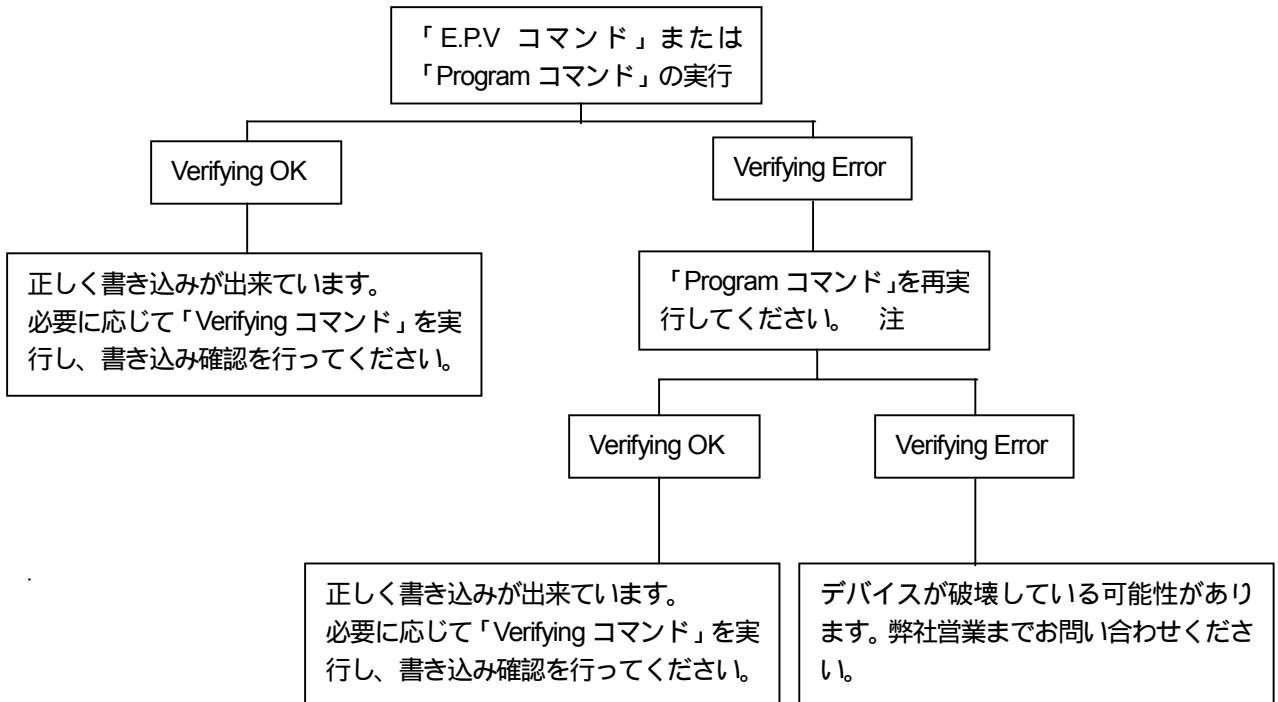 「E.P.V コマンド」または
「Program コマンド」の実行
Verifying OK
Verifying Error
正しく書き込みが出来ています。
必要に応じて「Verifying コマンド」を実
行し、書き込み確認を行ってください。
「Program コマンド」を再実
行してください。　注
Verifying OK
Verifying Error
正しく書き込みが出来ています。
必要に応じて「Verifying コマンド」を実
行し、書き込み確認を行ってください。
デバイスが破壊している可能性があり
ます。弊社営業までお問い合わせくださ
い。